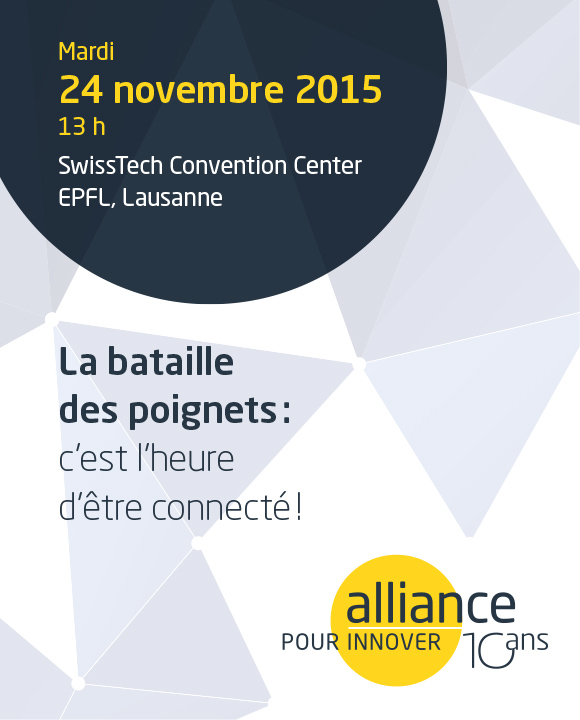 Mardi
24 novembre 2015
13 h
SwissTech Convention Center
EPFL, Lausanne
La bataille
des poignets :
c’est l’heure
d’être connecté !
alliance
POUR INNOVER 10 ans